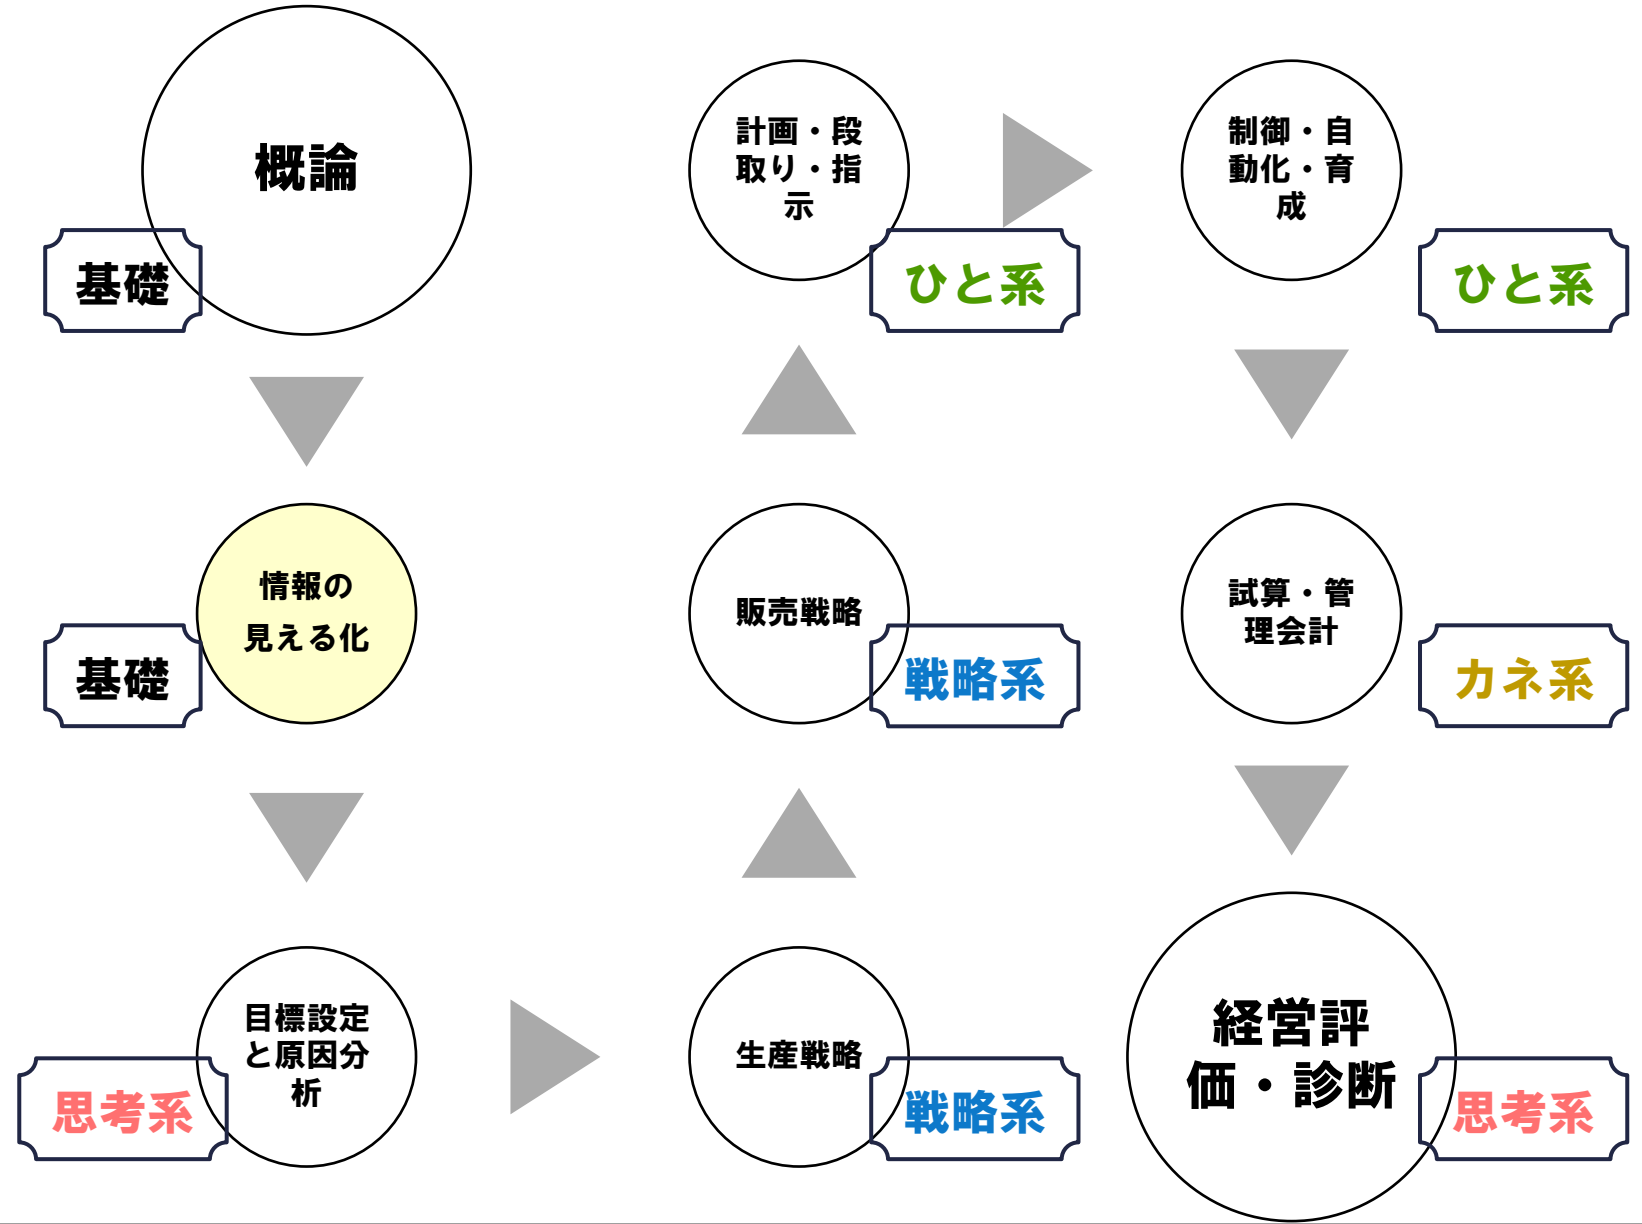 概論
基礎
情報の
見える化
基礎
目標設定
と原因分
析
思考系
生産戦略
戦略系
販売戦略
戦略系
計画・段
取り・指
示
ひと系
制御・自
動化・育
成
ひと系
試算・管
理会計
カネ系
経営評
価・診断
思考系